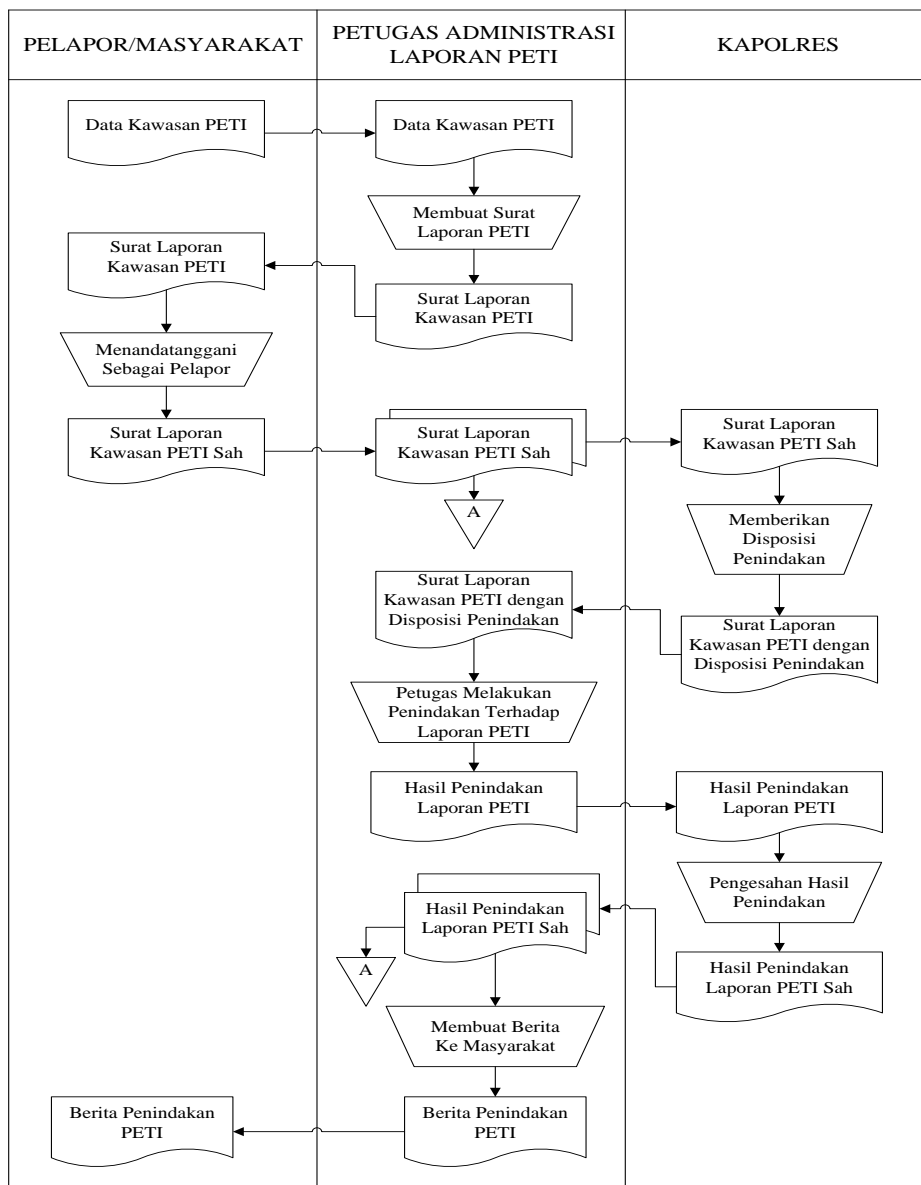 PELAPOR/MASYARAKAT
PETUGAS ADMINISTRASI
LAPORAN PETI
KAPOLRES
Data Kawasan PETI
Data Kawasan PETI
Membuat Surat
Laporan PETI
Surat Laporan
Kawasan PETI
Surat Laporan
Kawasan PETI
Menandatanggani
Sebagai Pelapor
Surat Laporan
Kawasan PETI Sah
Surat Laporan
Kawasan PETI Sah
Surat Laporan
Kawasan PETI Sah
A
Memberikan
Disposisi
Penindakan
Surat Laporan
Kawasan PETI dengan
Disposisi Penindakan
Surat Laporan
Kawasan PETI dengan
Disposisi Penindakan
Petugas Melakukan
Penindakan Terhadap
Laporan PETI
Hasil Penindakan
Laporan PETI
Hasil Penindakan
Laporan PETI
Pengesahan Hasil
Penindakan
Hasil Penindakan
Laporan PETI Sah
Hasil Penindakan
Laporan PETI Sah
A
Membuat Berita
Ke Masyarakat
Berita Penindakan
PETI
Berita Penindakan
PETI